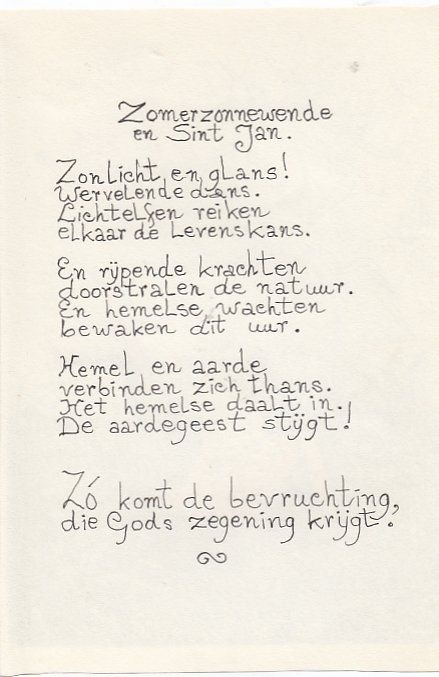 Zomerzonnewende
en Sint Jan.
Zonlicht, en glans!
Wervelende dans.
Lichtelfen reiken
elkaar de Levenskans.
En rijpende krachten
doorstralen de natuur.
En hemelse wachten
bewaken dit uur.
Hemel en aarde
verbinden zich thans.
Het hemelse daalt in.
De aardegeest stijgt!
Zó komt de bevruchting,
die Gods zegening krijgt.